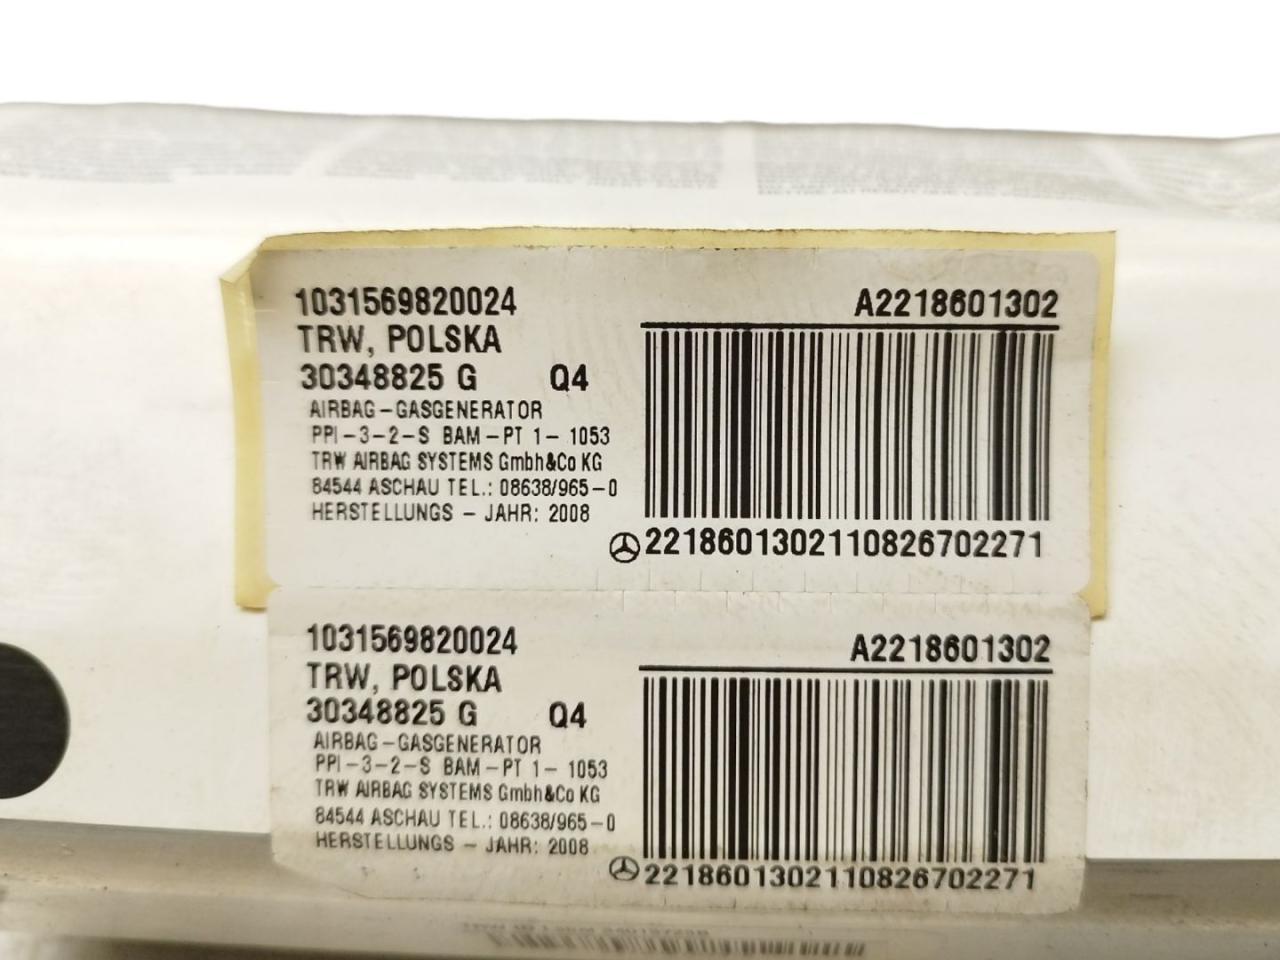 1031569820024
A2218601302
TRW, POLSKA
30348825 G Q4
AIRBAG-GASGENERATOR
PPI-3-2-S BAM-PT 1- 1053
TRW AIRBAG SYSTEMS Gmbh&Co KG
84544 ASCHAU TEL.: 08638/965-0
HERSTELLUNGS - JAHR: 2008
2218601302110826702271
1031569820024
A2218601302
TRW, POLSKA
30348825 G Q4
AIRBAG-GASGENERATOR
PPI-3-2-S BAM-PT 1- 1053
TRW AIRBAG SYSTEMS Gmbh&Co KG
84544 ASCHAU TEL.: 08638/965-0
HERSTELLUNGS - JAHR: 2008
2218601302110826702271